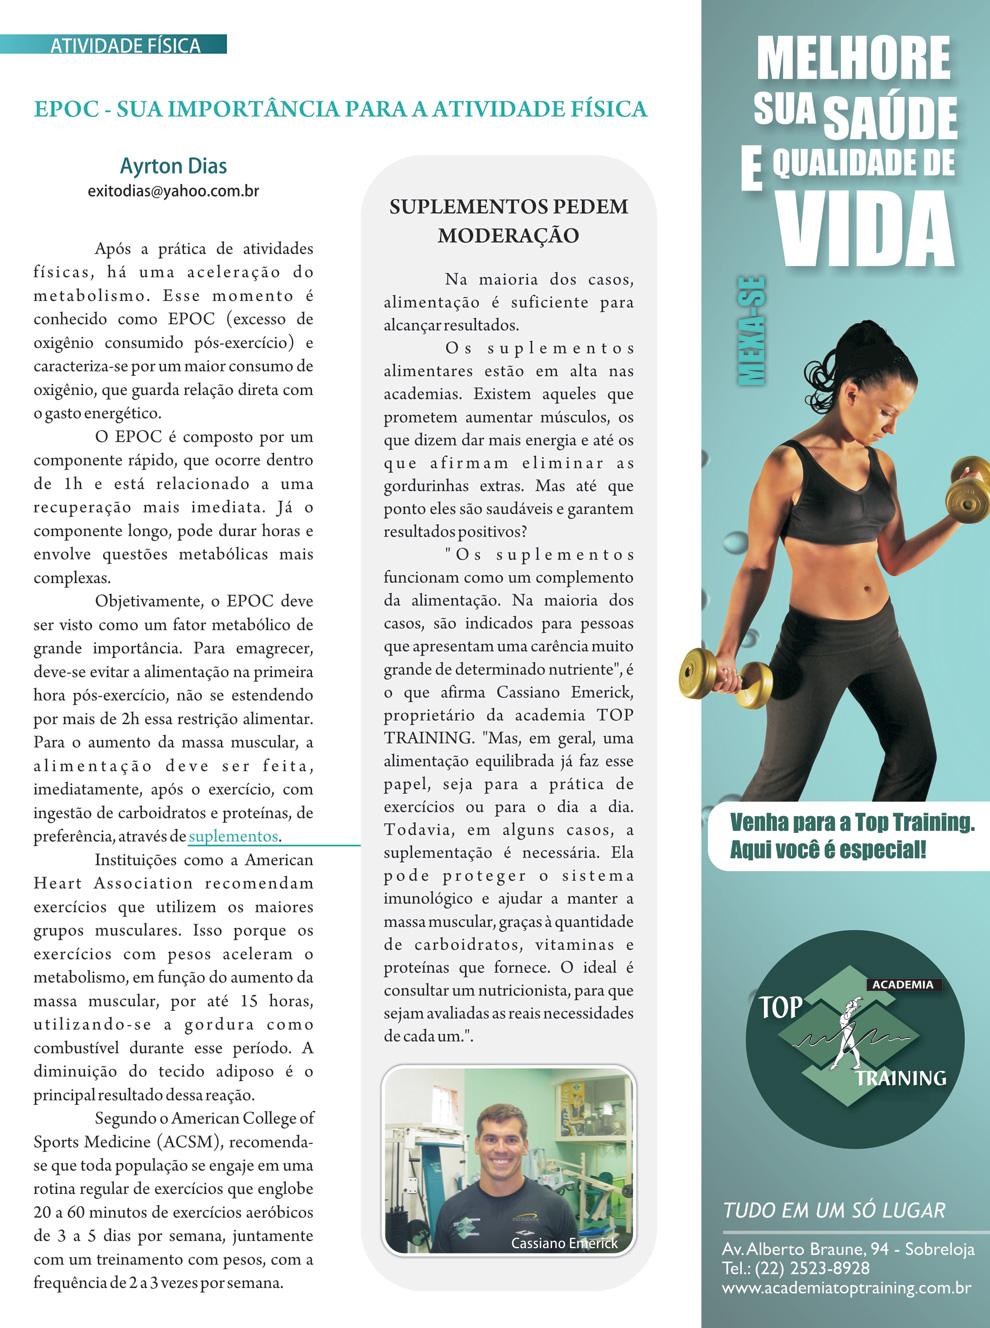 ATIVIDADE FÍSICA
EPOC - SUA IMPORTÂNCIA PARA A ATIVIDADE FÍSICA
Ayrton Dias
exitodias@yahoo.com.br
Após a prática de atividades
físicas, há uma aceleração do
metabolismo. Esse momento é
conhecido como EPOC (excesso de
oxigênio consumido pós-exercício) e
caracteriza-se por um maior consumo de
oxigênio, que guarda relação direta com
o gasto energético.
O EPOC é composto por um
componente rápido, que ocorre dentro
de 1h e está relacionado a uma
recuperação mais imediata. Já o
componente longo, pode durar horas e
envolve questões metabólicas mais
complexas.
Objetivamente, o EPOC deve
ser visto como um fator metabólico de
grande importância. Para emagrecer,
deve-se evitar a alimentação na primeira
hora pós-exercício, não se estendendo
por mais de 2h essa restrição alimentar.
Para o aumento da massa muscular, a
alimentação deve ser feita,
imediatamente, após o exercício, com
ingestão de carboidratos e proteínas, de
preferência, através de suplementos.
Instituições como a American
Heart Association recomendam
exercícios que utilizem os maiores
grupos musculares. Isso porque os
exercícios com pesos aceleram o
metabolismo, em função do aumento da
massa muscular, por até 15 horas,
utilizando-se a gordura como
combustível durante esse período. A
diminuição do tecido adiposo é o
principal resultado dessa reação.
Segundo o American College of
Sports Medicine (ACSM), recomenda-
se que toda população se engaje em uma
rotina regular de exercícios que englobe
20 a 60 minutos de exercícios aeróbicos
de 3 a 5 dias por semana, juntamente
com um treinamento com pesos, com a
frequência de 2 a 3 vezes por semana.
SUPLEMENTOS PEDEM
MODERAÇÃO
Na maioria dos casos,
alimentação é suficiente para
alcançar resultados.
Os suplementos
alimentares estão em alta nas
academias. Existem aqueles que
prometem aumentar músculos, os
que dizem dar mais energia e até os
que afirmam eliminar as
gordurinhas extras. Mas até que
ponto eles são saudáveis e garantem
resultados positivos?
"Os suplementos
funcionam como um complemento
da alimentação. Na maioria dos
casos, são indicados para pessoas
que apresentam uma carência muito
grande de determinado nutriente", é
o que afirma Cassiano Emerick,
proprietário da academia TOP
TRAINING. "Mas, em geral, uma
alimentação equilibrada já faz esse
papel, seja para a prática de
exercícios ou para o dia a dia.
Todavia, em alguns casos, a
suplementação é necessária. Ela
pode proteger o sistema
imunológico e ajudar a manter a
massa muscular, graças à quantidade
de carboidratos, vitaminas e
proteínas que fornece. O ideal é
consultar um nutricionista, para que
sejam avaliadas as reais necessidades
de cada um.".
Cassiano Emerick
MELHORE
SUA SAÚDE
E QUALIDADE DE
VIDA
MEXA-SE
Venha para a Top Training.
Aqui você é especial!
ACADEMIA
TOP
TRAINING
TUDO EM UM SÓ LUGAR
Av. Alberto Braune, 94 - Sobreloja
Tel.: (22) 2523-8928
www.academiatoptraining.com.br